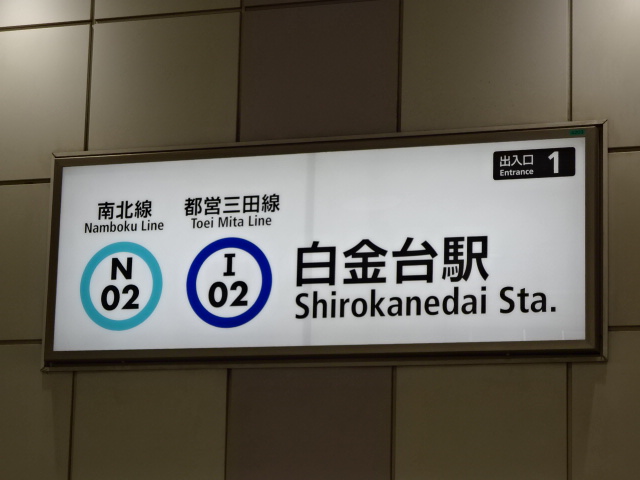 出入口 1
Entrance
南北線
Namboku Line
N
02
都営三田線
Toei Mita Line
I
02
白金台駅
Shirokanedai Sta.